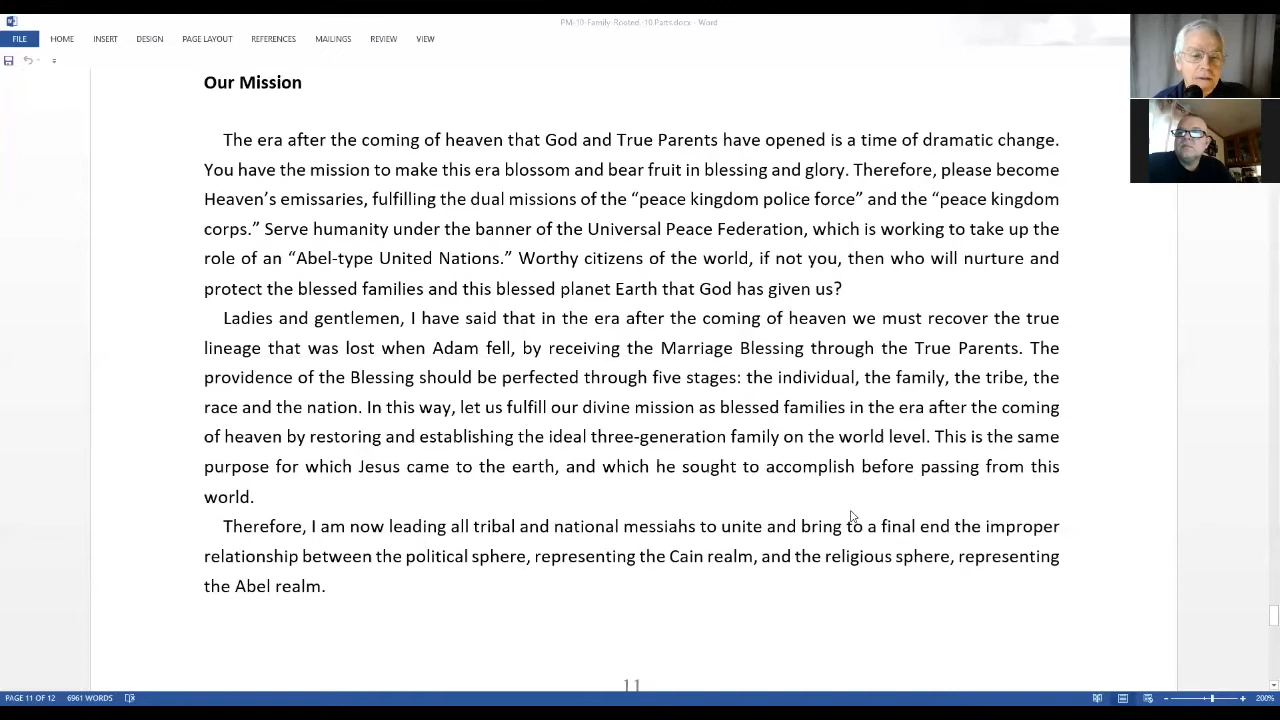 PM-10-Family-Rooted.-10 Parts.docx - Word
FILE HOME INSERT DESIGN PAGE LAYOUT REFERENCES MAILINGS REVIEW VIEW
Our Mission
The era after the coming of heaven that God and True Parents have opened is a time of dramatic change.
You have the mission to make this era blossom and bear fruit in blessing and glory. Therefore, please become
Heaven’s emissaries, fulfilling the dual missions of the “peace kingdom police force” and the “peace kingdom
corps.” Serve humanity under the banner of the Universal Peace Federation, which is working to take up the
role of an “Abel-type United Nations.” Worthy citizens of the world, if not you, then who will nurture and
protect the blessed families and this blessed planet Earth that God has given us?
Ladies and gentlemen, I have said that in the era after the coming of heaven we must recover the true
lineage that was lost when Adam fell, by receiving the Marriage Blessing through the True Parents. The
providence of the Blessing should be perfected through five stages: the individual, the family, the tribe, the
race and the nation. In this way, let us fulfill our divine mission as blessed families in the era after the coming
of heaven by restoring and establishing the ideal three-generation family on the world level. This is the same
purpose for which Jesus came to the earth, and which he sought to accomplish before passing from this
world.
Therefore, I am now leading all tribal and national messiahs to unite and bring to a final end the improper
relationship between the political sphere, representing the Cain realm, and the religious sphere, representing
the Abel realm.
11
PAGE 11 OF 12 6961 WORDS 200%